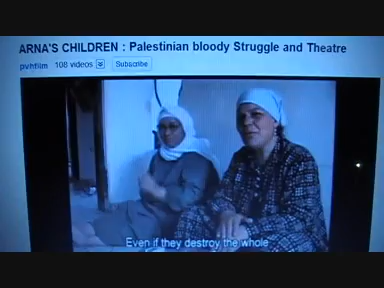 ARNA'S CHILDREN : Palestinian bloody Struggle and Theatre
pvhfilm 108 videos Subscribe
Even if they destroy the whole